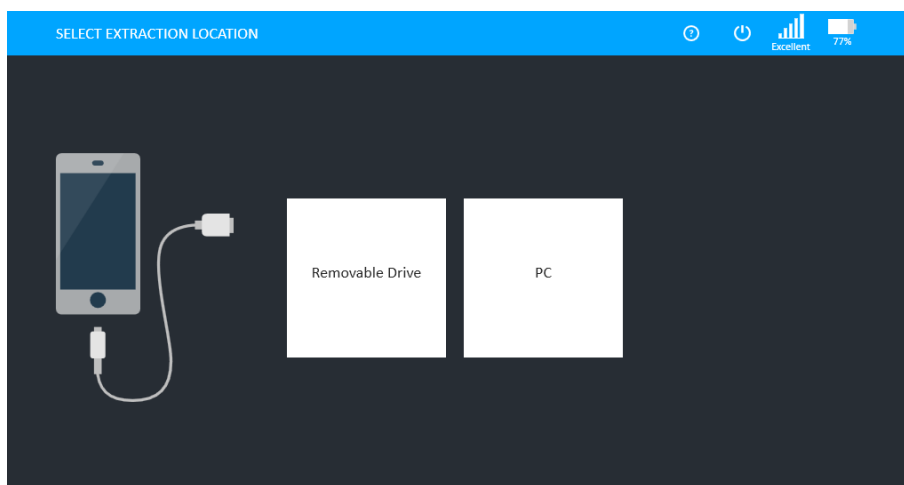 SELECT EXTRACTION LOCATION
?
Excellent
77%
Removable Drive
PC